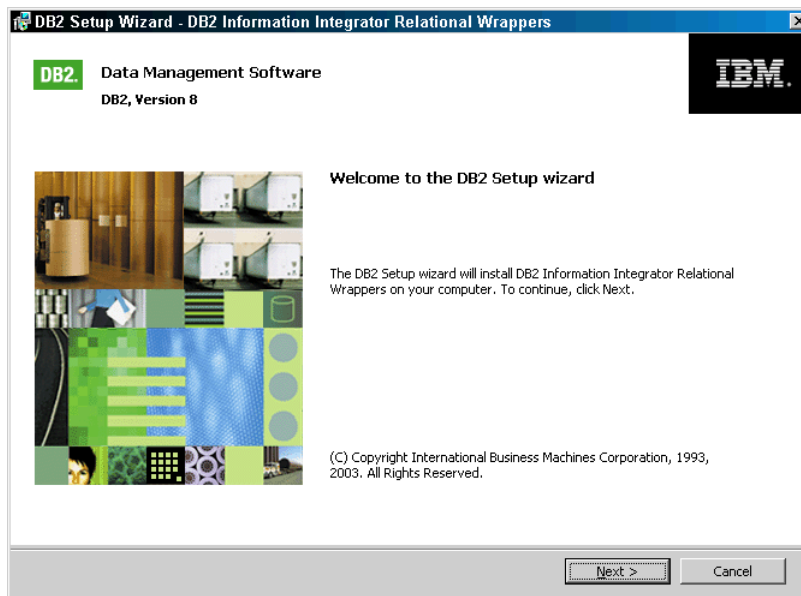 DB2 Setup Wizard - DB2 Information Integrator Relational Wrappers
DB2.
Data Management Software
DB2, Version 8
IBM.
Welcome to the DB2 Setup wizard
The DB2 Setup wizard will install DB2 Information Integrator Relational
Wrappers on your computer. To continue, click Next.
(C) Copyright International Business Machines Corporation, 1993,
2003. All Rights Reserved.
Next >
Cancel